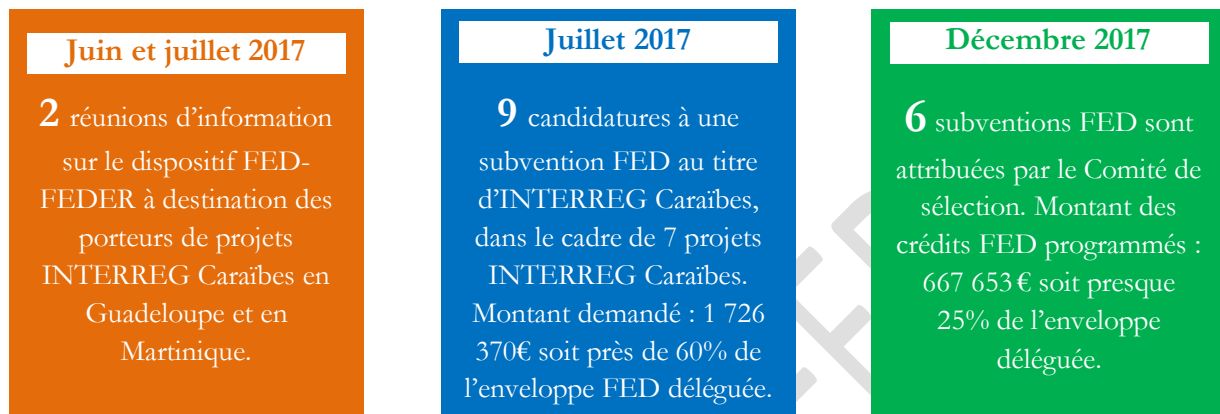 Juin et juillet 2017
2 réunions d’information
sur le dispositif FED-
FEDER à destination des
porteurs de projets
INTERREG Caraïbes en
Guadeloupe et en
Martinique.
Juillet 2017
9 candidatures à une
subvention FED au titre
d’INTERREG Caraïbes,
dans le cadre de 7 projets
INTERREG Caraïbes.
Montant demandé : 1 726
370€ soit près de 60% de
l’enveloppe FED déléguée.
Décembre 2017
6 subventions FED sont
attribuées par le Comité de
sélection. Montant des
crédits FED programmés :
667 653 € soit presque
25% de l’enveloppe
déléguée.